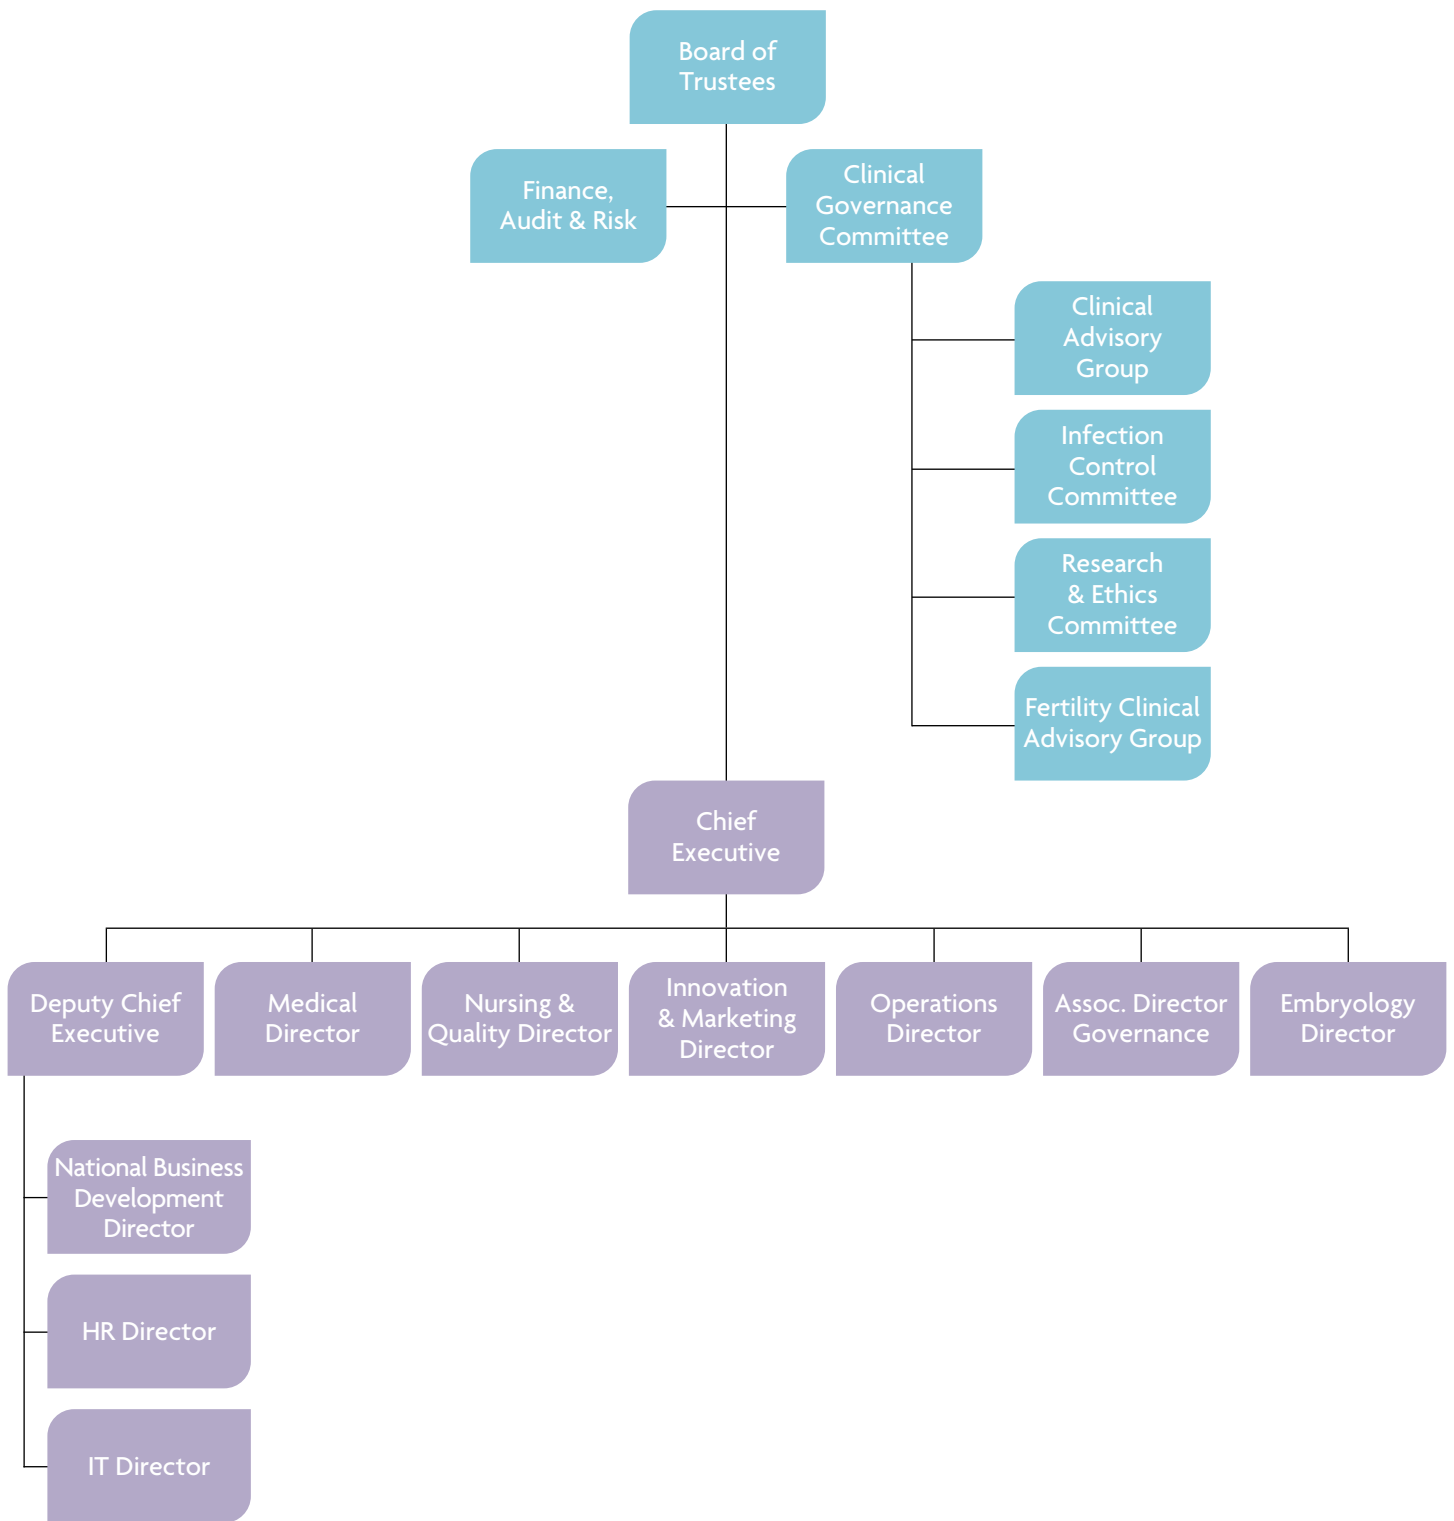 Board of
Trustees
Finance,
Audit & Risk
Clinical
Governance
Committee
Clinical
Advisory
Group
Infection
Control
Committee
Research
& Ethics
Committee
Fertility Clinical
Advisory Group
Chief
Executive
Deputy Chief
Executive
Medical
Director
Nursing &
Quality Director
Innovation
& Marketing
Director
Operations
Director
Assoc. Director
Governance
Embryology
Director
National Business
Development
Director
HR Director
IT Director